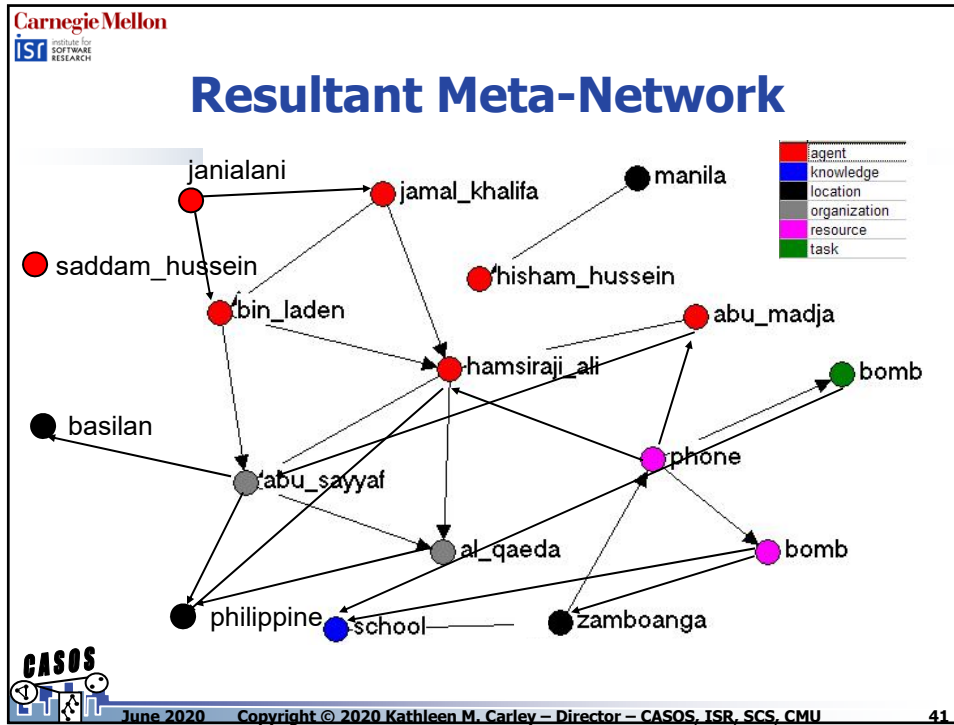 Carnegie Mellon
isr institute for
SOFTWARE
RESEARCH
Resultant Meta-Network
agent
knowledge
location
organization
resource
task
janialani
jamal_khalifa
manila
saddam_hussein
hisham_hussein
bin_laden
abu_madja
hamsiraji_ali
bomb
basilan
phone
abu_sayyaf
al_qaeda
bomb
philippine
school
zamboanga
CASOS
June 2020 Copyright © 2020 Kathleen M. Carley – Director – CASOS, ISR, SCS, CMU 41